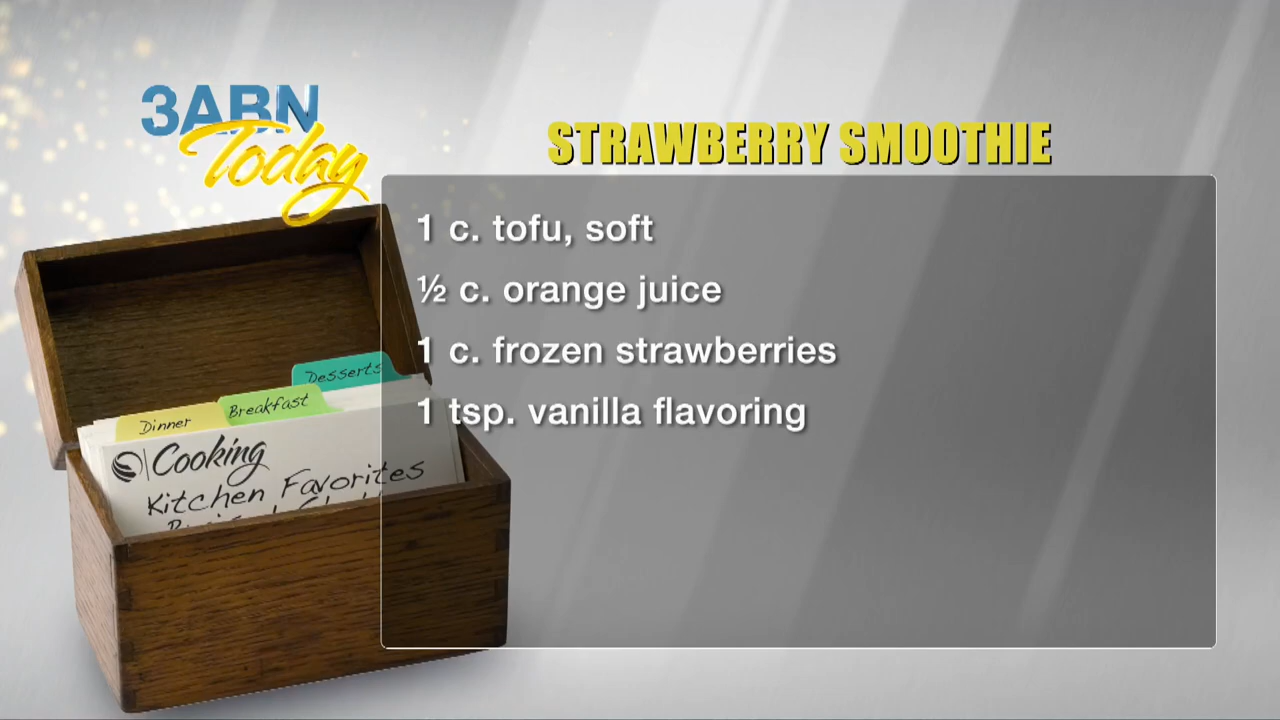 3ABN
Today
STRAWBERRY SMOOTHIE
1 c. tofu, soft
½ c. orange juice
1 c. frozen strawberries
1 tsp. vanilla flavoring
Desserts
Breakfast
Dinner
Cooking
Kitchen Favorites